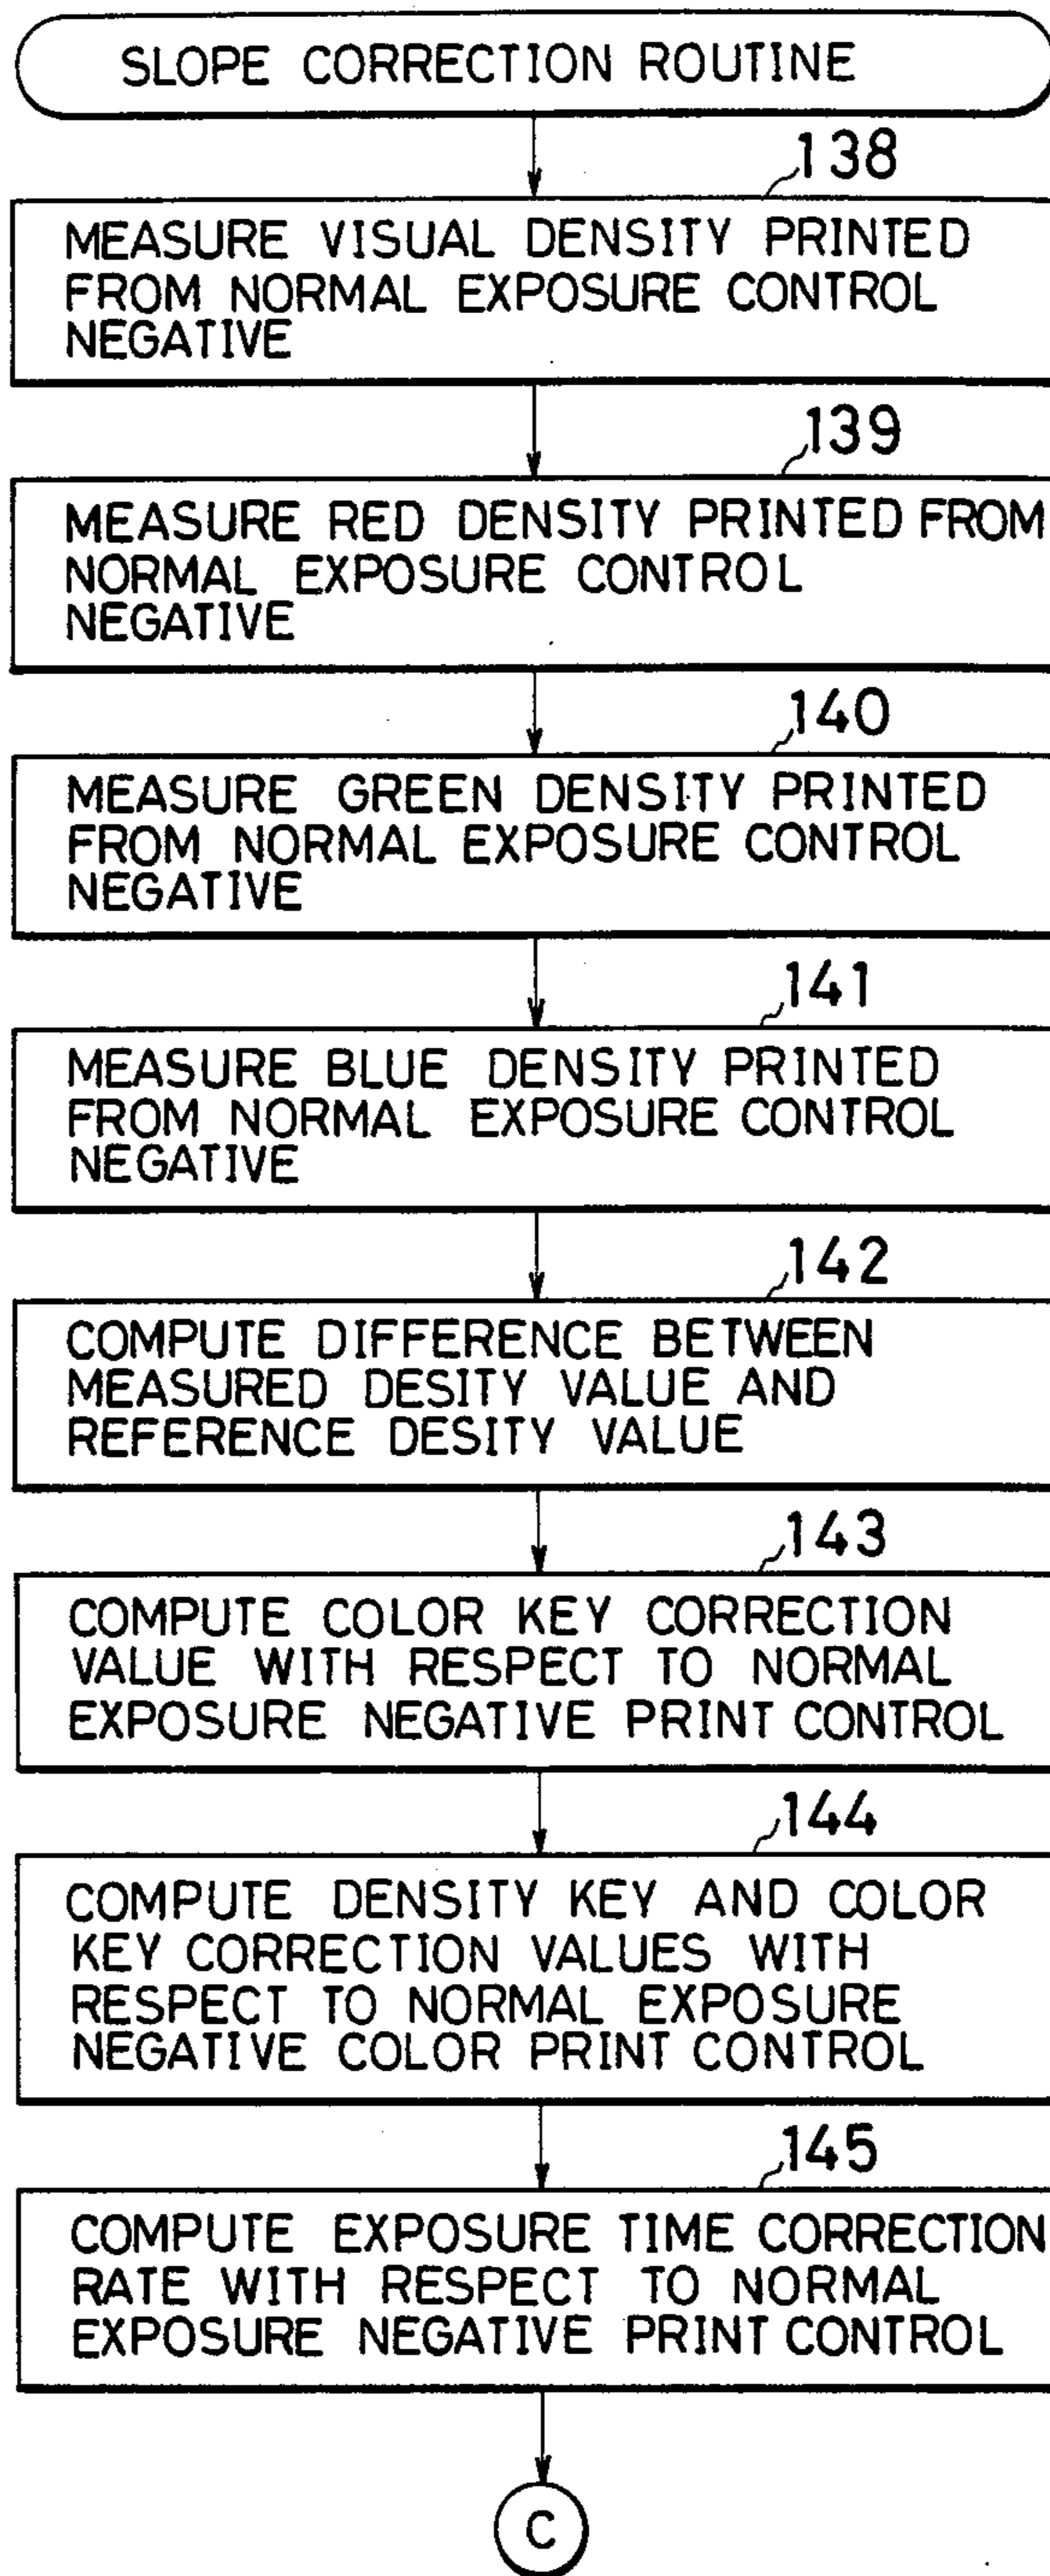 SLOPE CORRECTION ROUTINE
138
MEASURE VISUAL DENSITY PRINTED
FROM NORMAL EXPOSURE CONTROL
NEGATIVE
139
MEASURE RED DENSITY PRINTED FROM
NORMAL EXPOSURE CONTROL
NEGATIVE
140
MEASURE GREEN DENSITY PRINTED
FROM NORMAL EXPOSURE CONTROL
NEGATIVE
141
MEASURE BLUE DENSITY PRINTED
FROM NORMAL EXPOSURE CONTROL
NEGATIVE
142
COMPUTE DIFFERENCE BETWEEN
MEASURED DESITY VALUE AND
REFERENCE DESITY VALUE
143
COMPUTE COLOR KEY CORRECTION
VALUE WITH RESPECT TO NORMAL
EXPOSURE NEGATIVE PRINT CONTROL
144
COMPUTE DENSITY KEY AND COLOR
KEY CORRECTION VALUES WITH
RESPECT TO NORMAL EXPOSURE
NEGATIVE COLOR PRINT CONTROL
145
COMPUTE EXPOSURE TIME CORRECTION
RATE WITH RESPECT TO NORMAL
EXPOSURE NEGATIVE PRINT CONTROL
C